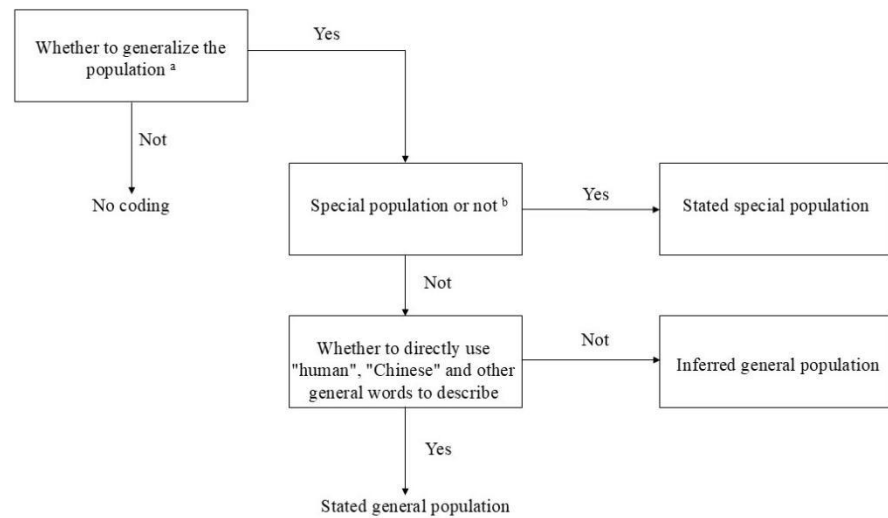 Whether to generalize the
population ᵃ
Yes
Not
No coding
Special population or not ᵇ
Yes
Stated special population
Not
Whether to directly use
"human", "Chinese" and other
general words to describe
Not
Inferred general population
Yes
Stated general population